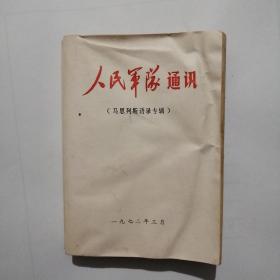 人民军队通讯
（马恩列斯语录专辑）
一九七二年三月